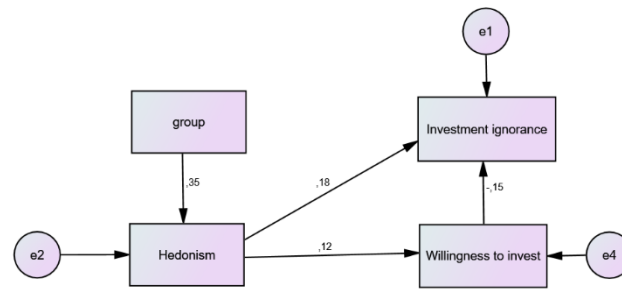 e1
group
Investment ignorance
,35
,18
-,15
e2
Hedonism
,12
Willingness to invest
e4